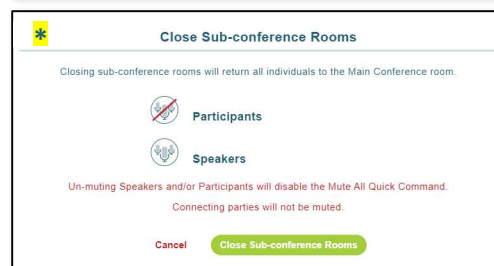 *
Close Sub-conference Rooms
Closing sub-conference rooms will return all individuals to the Main Conference room.
Participants
Speakers
Un-muting Speakers and/or Participants will disable the Mute All Quick Command.
Connecting parties will not be muted.
Cancel Close Sub-conference Rooms